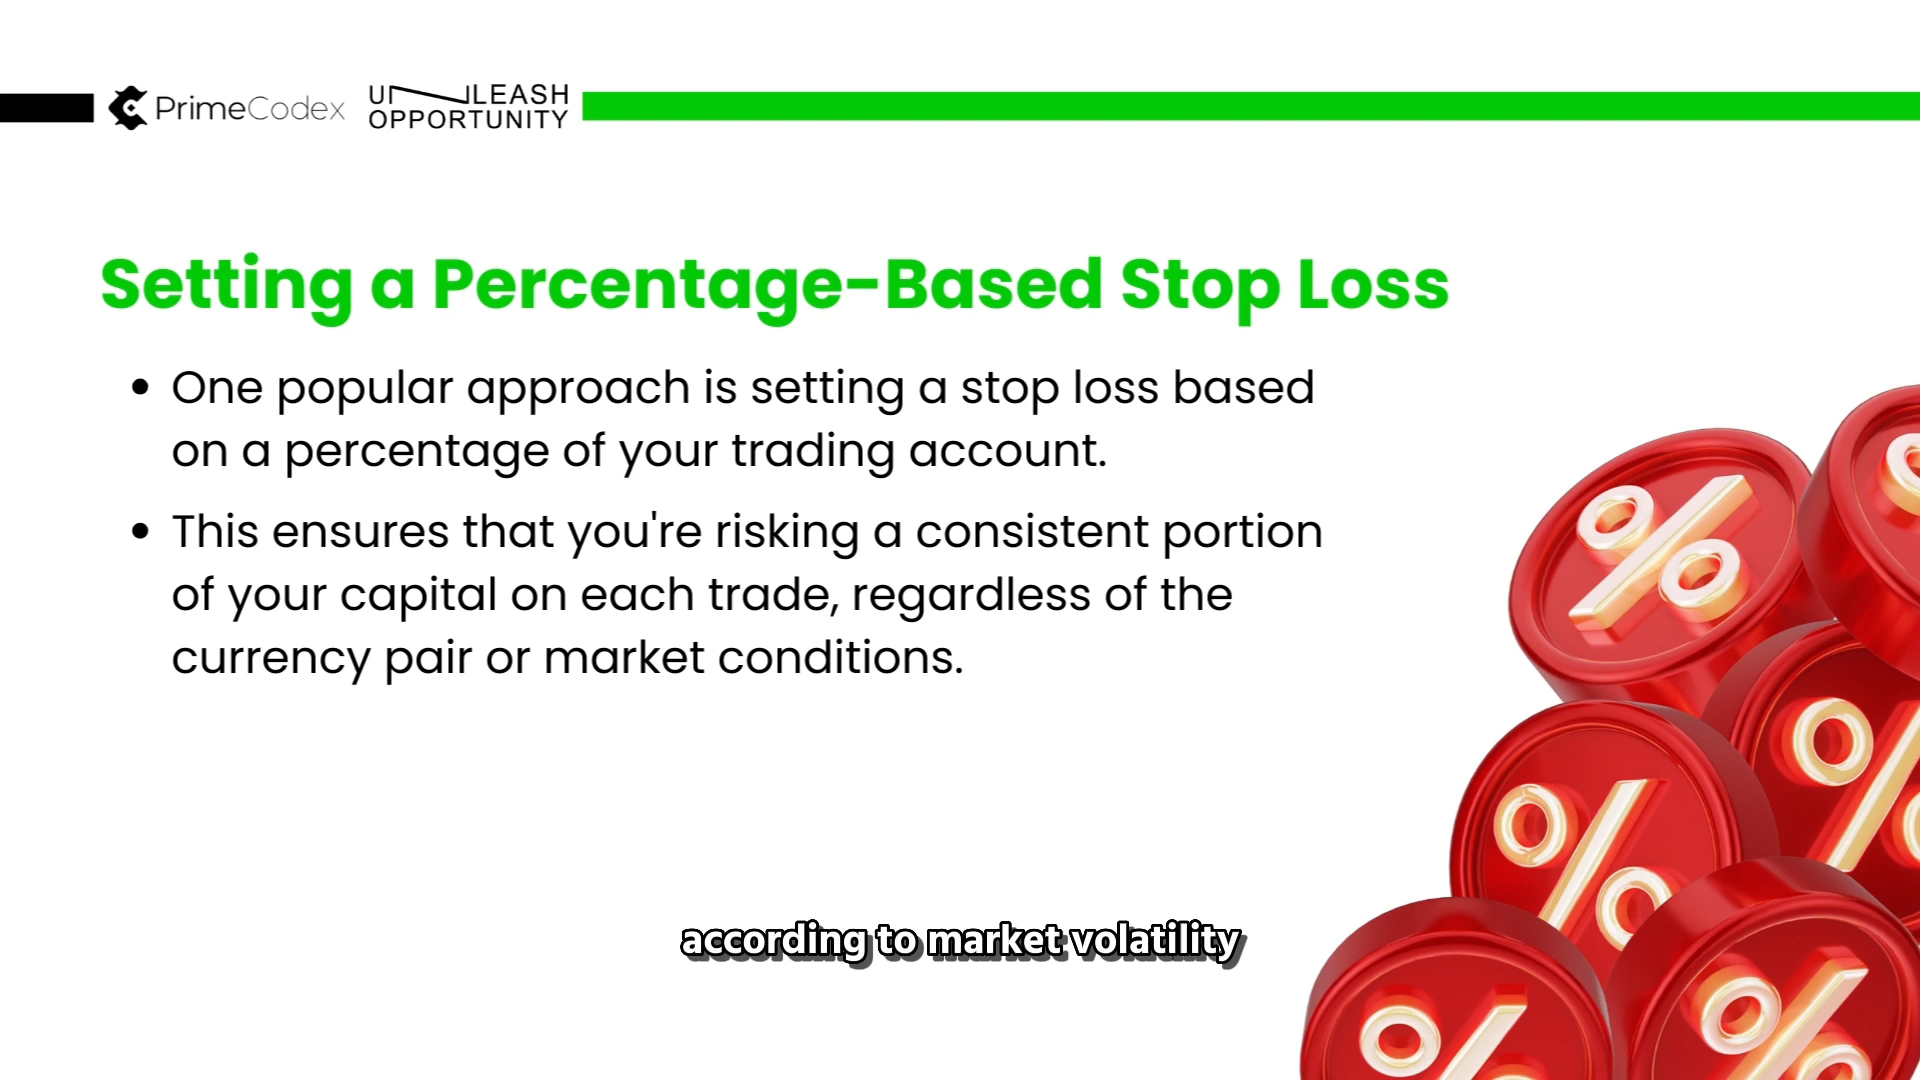 PrimeCodex
UNLEASH
OPPORTUNITY
Setting a Percentage-Based Stop Loss
• One popular approach is setting a stop loss based
on a percentage of your trading account.
• This ensures that you're risking a consistent portion
of your capital on each trade, regardless of the
currency pair or market conditions.
%
%
%
%
%
%
according to market volatility